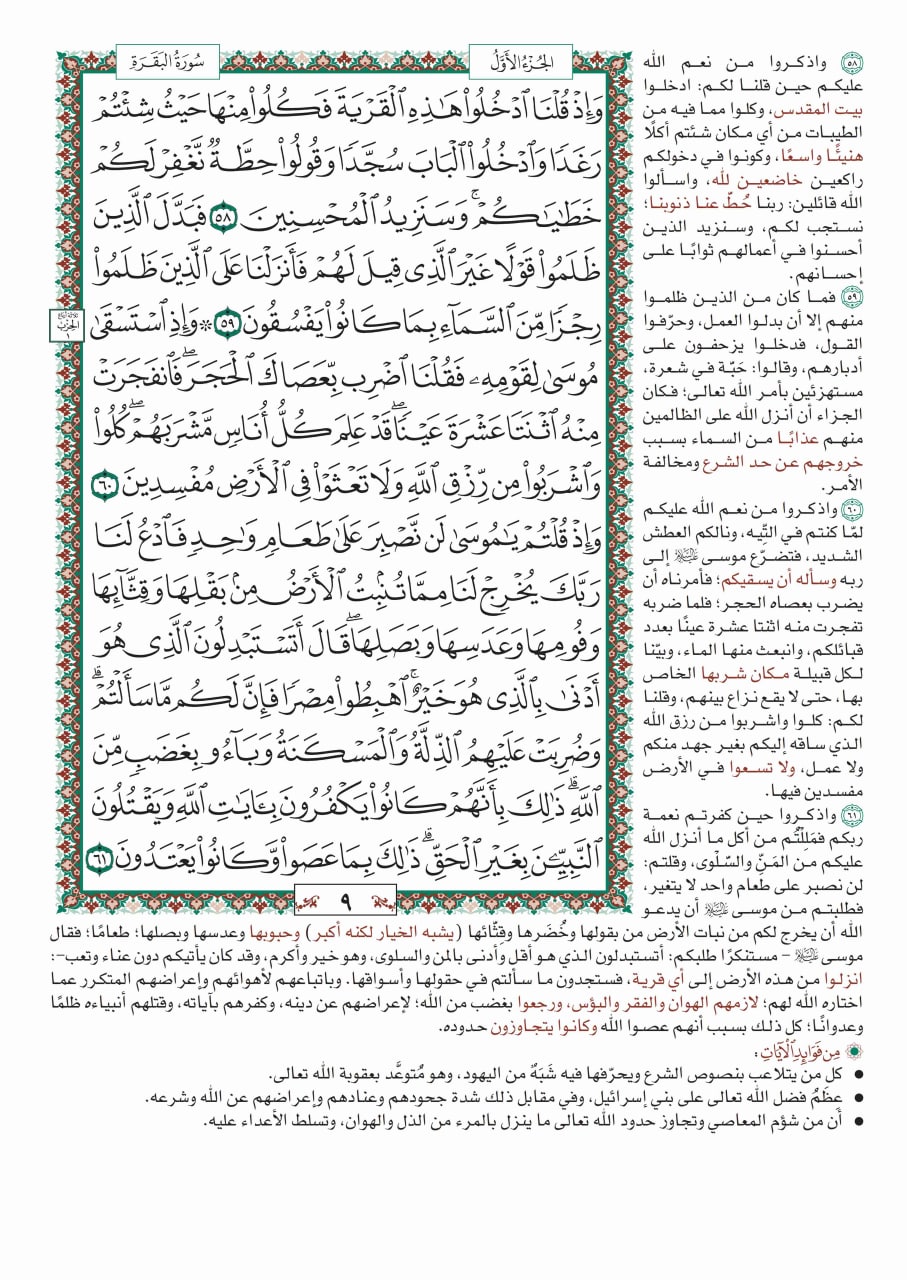 الجُزْءُ الأَوَّلُ
سُورَةُ البَقَرَةِ
وَإِذْ قُلْنَا ٱدْخُلُوا۟ هَـٰذِهِ ٱلْقَرْيَةَ فَكُلُوا۟ مِنْهَا حَيْثُ شِئْتُمْ
رَغَدًا وَٱدْخُلُوا۟ ٱلْبَابَ سُجَّدًا وَقُولُوا۟ حِطَّةٌ نَّغْفِرْ لَكُمْ
خَطَـٰيَـٰكُمْ ۚ وَسَنَزِيدُ ٱلْمُحْسِنِينَ ٥٨ فَبَدَّلَ ٱلَّذِينَ
ظَلَمُوا۟ قَوْلًا غَيْرَ ٱلَّذِى قِيلَ لَهُمْ فَأَنزَلْنَا عَلَى ٱلَّذِينَ ظَلَمُوا۟
رِجْزًا مِّنَ ٱلسَّمَآءِ بِمَا كَانُوا۟ يَفْسُقُونَ ٥٩ ۞ وَإِذِ ٱسْتَسْقَىٰ
مُوسَىٰ لِقَوْمِهِۦ فَقُلْنَا ٱضْرِب بِّعَصَاكَ ٱلْحَجَرَ ۖ فَٱنفَجَرَتْ
مِنْهُ ٱثْنَتَا عَشْرَةَ عَيْنًا ۖ قَدْ عَلِمَ كُلُّ أُنَاسٍ مَّشْرَبَهُمْ ۖ كُلُوا۟
وَٱشْرَبُوا۟ مِن رِّزْقِ ٱللَّهِ وَلَا تَعْثَوْا۟ فِى ٱلْأَرْضِ مُفْسِدِينَ ٦٠
وَإِذْ قُلْتُمْ يَـٰمُوسَىٰ لَن نَّصْبِرَ عَلَىٰ طَعَامٍ وَٰحِدٍ فَٱدْعُ لَنَا
رَبَّكَ يُخْرِجْ لَنَا مِمَّا تُنۢبِتُ ٱلْأَرْضُ مِنۢ بَقْلِهَا وَقِثَّآئِهَا
وَفُومِهَا وَعَدَسِهَا وَبَصَلِهَا ۖ قَالَ أَتَسْتَبْدِلُونَ ٱلَّذِى هُوَ
أَدْنَىٰ بِٱلَّذِى هُوَ خَيْرٌ ۚ ٱهْبِطُوا۟ مِصْرًا فَإِنَّ لَكُم مَّا سَأَلْتُمْ ۗ
وَضُرِبَتْ عَلَيْهِمُ ٱلذِّلَّةُ وَٱلْمَسْكَنَةُ وَبَآءُو بِغَضَبٍ مِّنَ
ٱللَّهِ ۗ ذَٰلِكَ بِأَنَّهُمْ كَانُوا۟ يَكْفُرُونَ بِـَٔايَـٰتِ ٱللَّهِ وَيَقْتُلُونَ
ٱلنَّبِيِّـۧنَ بِغَيْرِ ٱلْحَقِّ ۗ ذَٰلِكَ بِمَا عَصَوا۟ وَّكَانُوا۟ يَعْتَدُونَ ٦١
ثلاثة أرباع
الحزب
١
٩
٥٨ واذكروا من نعم الله
عليكم حين قلنا لكم: ادخلوا
بيت المقدس، وكلوا مما فيه من
الطيبات من أي مكان شئتم أكلًا
هنيئًا واسعًا، وكونوا في دخولكم
راكعين خاضعين لله، واسألوا
الله قائلين: ربنا حُطّ عنا ذنوبنا؛
نستجب لكم، وسنزيد الذين
أحسنوا في أعمالهم ثوابًا على
إحسانهم.
٥٩ فما كان من الذين ظلموا
منهم إلا أن بدلوا العمل، وحرّفوا
القول، فدخلوا يزحفون على
أدبارهم، وقالوا: حَبّة في شعرة،
مستهزئين بأمر الله تعالى؛ فكان
الجزاء أن أنزل الله على الظالمين
منهم عذابًا من السماء بسبب
خروجهم عن حد الشرع ومخالفة
الأمر.
٦٠ واذكروا من نعم الله عليكم
لمّا كنتم في التِّيه، ونالكم العطش
الشديد، فتضرّع موسى عليه السلام إلى
ربه وسأله أن يسقيكم؛ فأمرناه أن
يضرب بعصاه الحجر؛ فلما ضربه
تفجرت منه اثنتا عشرة عينًا بعدد
قبائلكم، وانبعث منها الماء، وبيّنا
لكل قبيلة مكان شربها الخاص
بها، حتى لا يقع نزاع بينهم، وقلنا
لكم: كلوا واشربوا من رزق الله
الذي ساقه إليكم بغير جهد منكم
ولا عمل، ولا تسعوا في الأرض
مفسدين فيها.
٦١ واذكروا حين كفرتم نعمة
ربكم فمَلِلْتُم من أكل ما أنزل الله
عليكم من المَنّ والسَّلْوى، وقلتم:
لن نصبر على طعام واحد لا يتغير،
فطلبتم من موسى عليه السلام أن يدعو
الله أن يخرج لكم من نبات الأرض من بقولها وخُضَرها وقِثَّائها (يشبه الخيار لكنه أكبر) وحبوبها وعدسها وبصلها؛ طعامًا؛ فقال
موسى عليه السلام - مستنكرًا طلبكم: أتستبدلون الذي هو أقل وأدنى بالمن والسلوى، وهو خير وأكرم، وقد كان يأتيكم دون عناء وتعب-:
انزلوا من هذه الأرض إلى أي قرية، فستجدون ما سألتم في حقولها وأسواقها. وباتباعهم لأهوائهم وإعراضهم المتكرر عما
اختاره الله لهم؛ لازمهم الهوان والفقر والبؤس، ورجعوا بغضب من الله؛ لإعراضهم عن دينه، وكفرهم بآياته، وقتلهم أنبياءه ظلمًا
وعدوانًا؛ كل ذلك بسبب أنهم عصوا الله وكانوا يتجاوزون حدوده.
مِن فَوَائِدِ الآيَاتِ:
• كل من يتلاعب بنصوص الشرع ويحرّفها فيه شَبَهٌ من اليهود، وهو مُتوعَّد بعقوبة الله تعالى.
• عِظَمُ فضل الله تعالى على بني إسرائيل، وفي مقابل ذلك شدة جحودهم وعنادهم وإعراضهم عن الله وشرعه.
• أن من شؤم المعاصي وتجاوز حدود الله تعالى ما ينزل بالمرء من الذل والهوان، وتسلط الأعداء عليه.